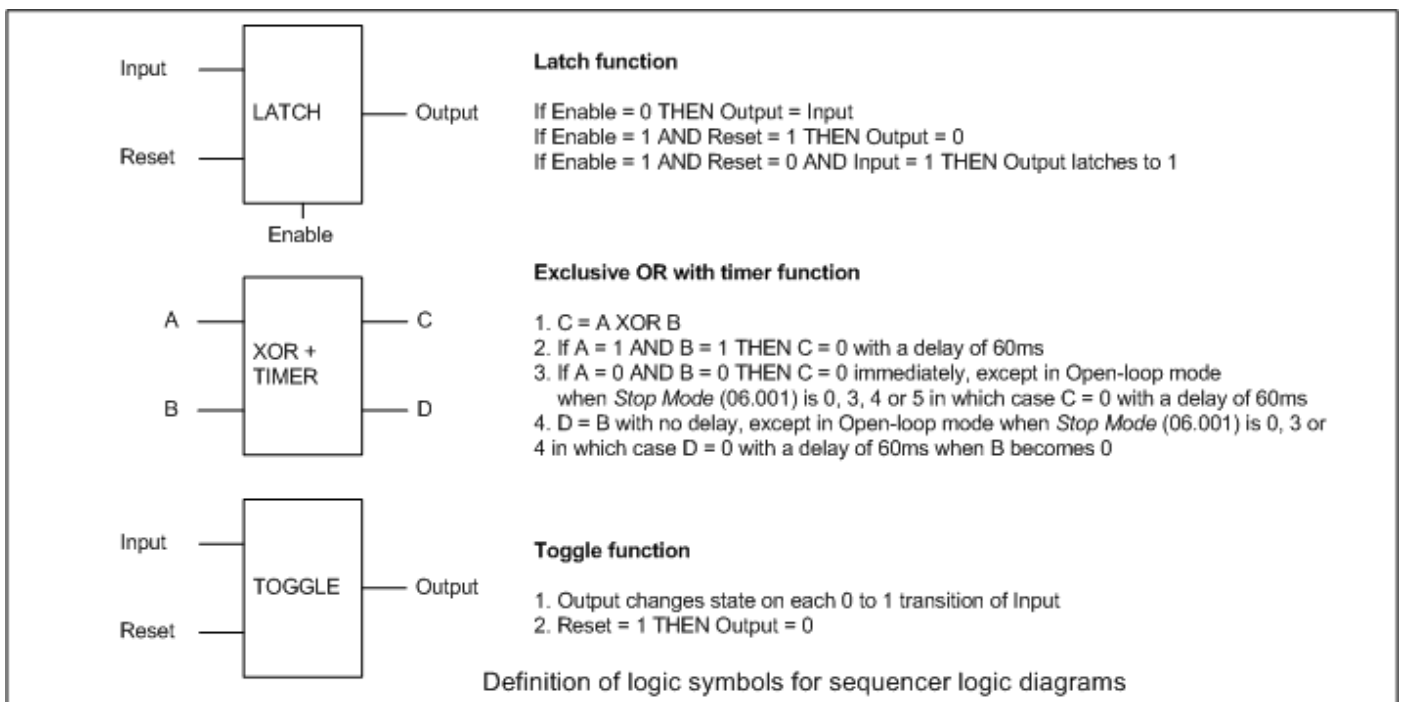 Input
Reset
LATCH
Output
Enable
Latch function
If Enable = 0 THEN Output = Input
If Enable = 1 AND Reset = 1 THEN Output = 0
If Enable = 1 AND Reset = 0 AND Input = 1 THEN Output latches to 1
A
B
XOR +
TIMER
C
D
Exclusive OR with timer function
1. C = A XOR B
2. If A = 1 AND B = 1 THEN C = 0 with a delay of 60ms
3. If A = 0 AND B = 0 THEN C = 0 immediately, except in Open-loop mode
when Stop Mode (06.001) is 0, 3, 4 or 5 in which case C = 0 with a delay of 60ms
4. D = B with no delay, except in Open-loop mode when Stop Mode (06.001) is 0, 3 or
4 in which case D = 0 with a delay of 60ms when B becomes 0
Input
Reset
TOGGLE
Output
Toggle function
1. Output changes state on each 0 to 1 transition of Input
2. Reset = 1 THEN Output = 0
Definition of logic symbols for sequencer logic diagrams